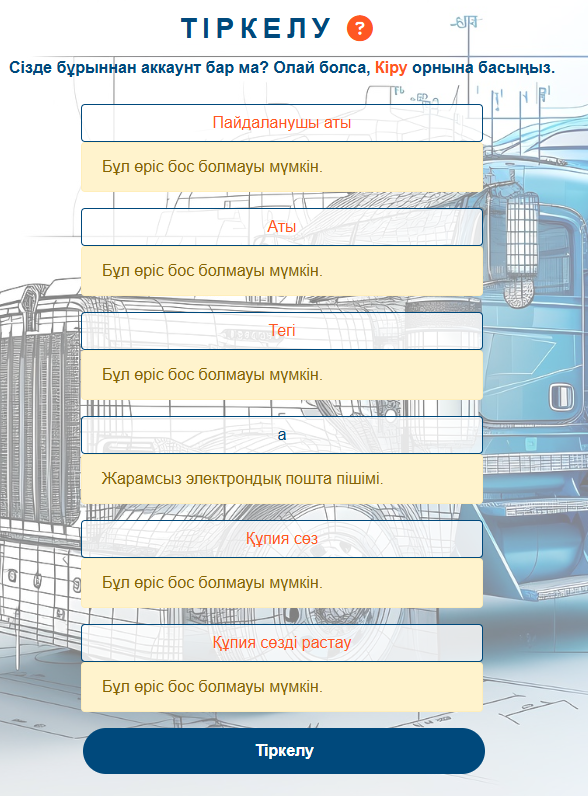 ТІРКЕЛУ ?
Сізде бұрыннан аккаунт бар ма? Олай болса, Кіру орнына басыңыз.
Пайдаланушы аты
Бұл өріс бос болмауы мүмкін.
Аты
Бұл өріс бос болмауы мүмкін.
Тегі
Бұл өріс бос болмауы мүмкін.
а
Жарамсыз электрондық пошта пішімі.
Құпия сөз
Бұл өріс бос болмауы мүмкін.
Құпия сөзді растау
Бұл өріс бос болмауы мүмкін.
Тіркелу